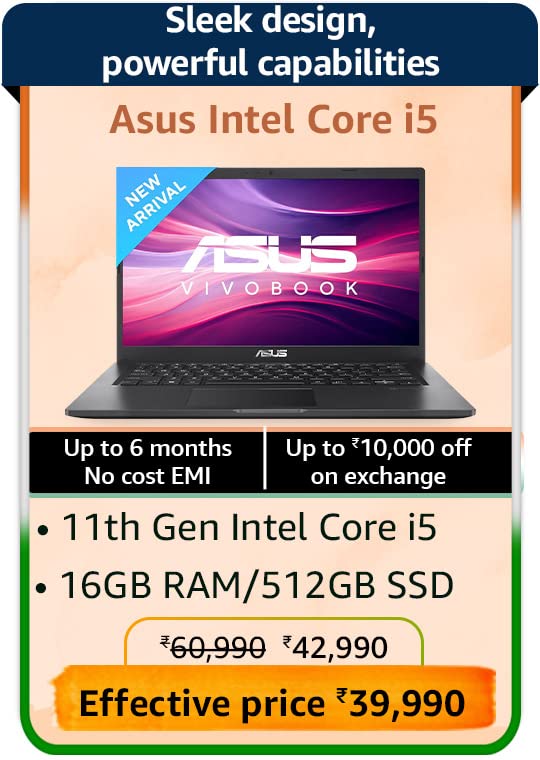 Sleek design,
powerful capabilities
Asus Intel Core i5
NEW
ARRIVAL
ASUS
VIVOBOOK
ASUS
Up to 6 months
No cost EMI
Up to ₹10,000 off
on exchange
• 11th Gen Intel Core i5
• 16GB RAM/512GB SSD
₹60,990 ₹42,990
Effective price ₹39,990